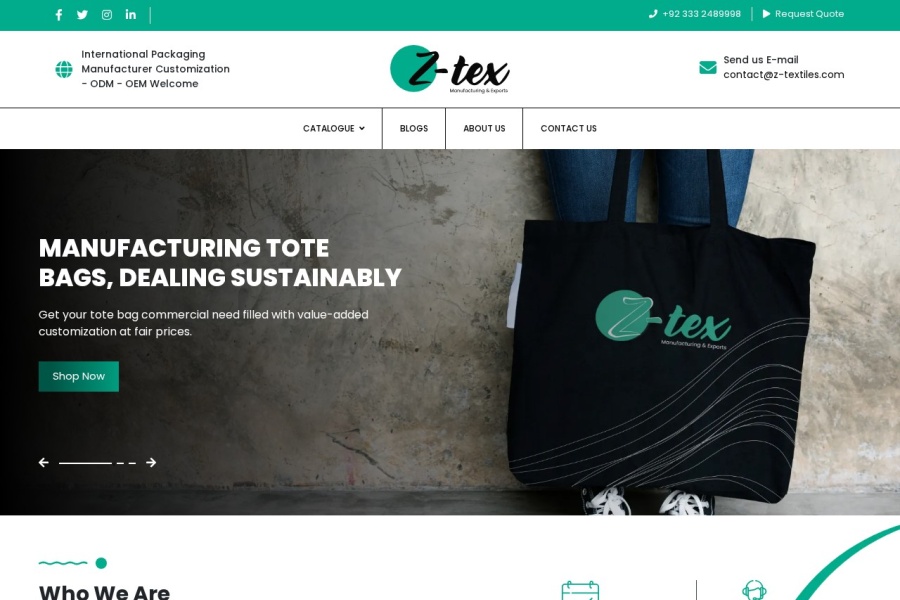 +92 333 2489998
Request Quote
International Packaging
Manufacturer Customization
- ODM - OEM Welcome
Z-tex
Manufacturing & Exports
Send us E-mail
contact@z-textiles.com
CATALOGUE
BLOGS
ABOUT US
CONTACT US
MANUFACTURING TOTE
BAGS, DEALING SUSTAINABLY
Get your tote bag commercial need filled with value-added
customization at fair prices.
Shop Now
Z-tex
Manufacturing & Exports
Who We Are